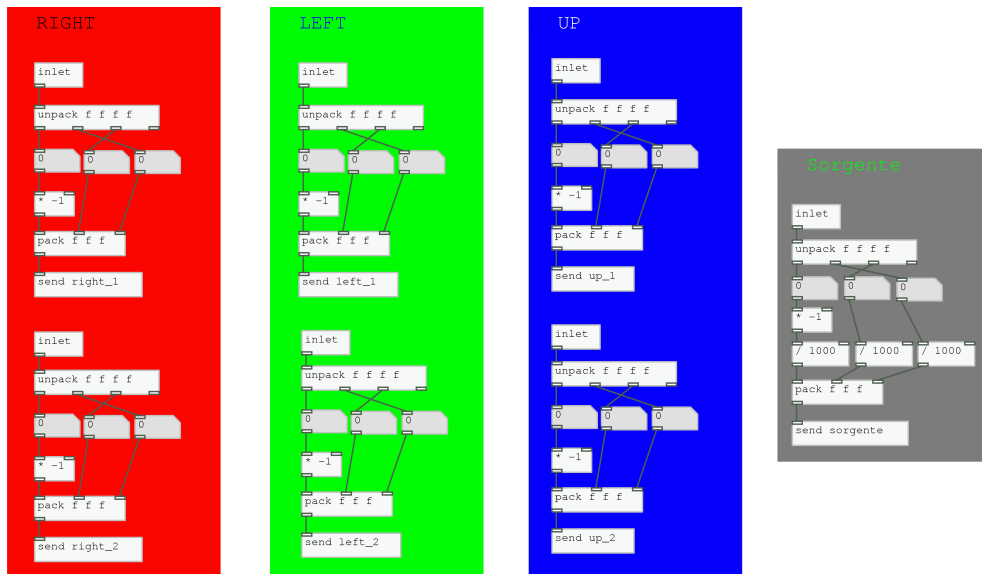 RIGHT
inlet
unpack f f f f
0
0
0
* -1
pack f f f
send right_1
inlet
unpack f f f f
0
0
0
* -1
pack f f f
send right_2
LEFT
inlet
unpack f f f f
0
0
0
* -1
pack f f f
send left_1
inlet
unpack f f f f
0
0
0
* -1
pack f f f
send left_2
UP
inlet
unpack f f f f
0
0
0
* -1
pack f f f
send up_1
inlet
unpack f f f f
0
0
0
* -1
pack f f f
send up_2
Sorgente
inlet
unpack f f f f
0
0
0
* -1
/ 1000
/ 1000
/ 1000
pack f f f
send sorgente